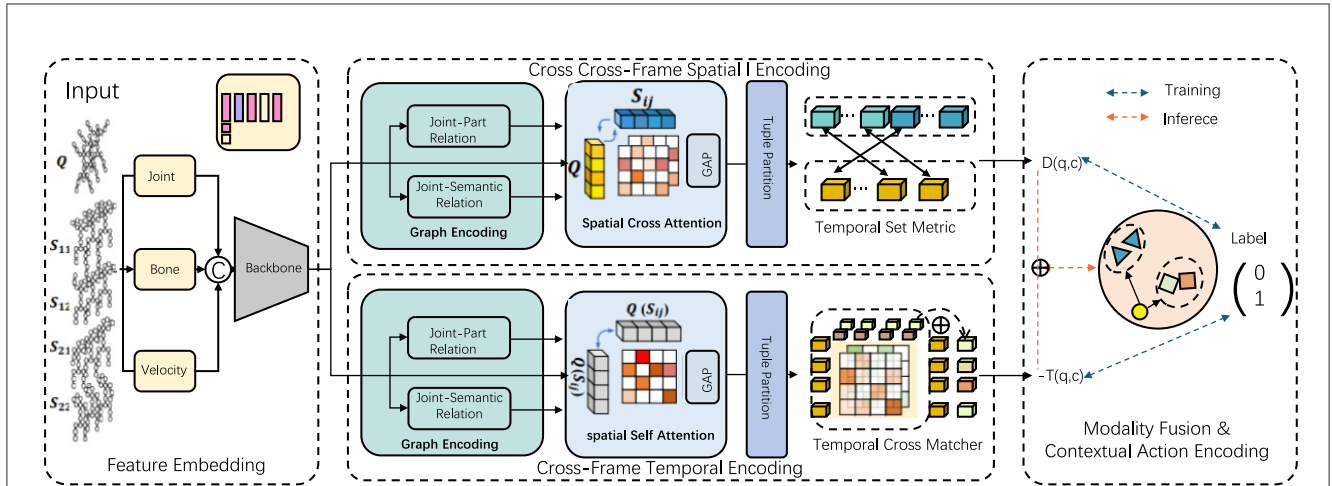 Input
Q
S11
S12
S21
S22
Joint
Bone
Velocity
C
Backbone
Feature Embedding
Cross Cross-Frame Spatial l Encoding
Joint-Part
Relation
Joint-Semantic
Relation
Graph Encoding
Sij
Q
GAP
Spatial Cross Attention
Tuple Partition
Temporal Set Metric
Joint-Part
Relation
Joint-Semantic
Relation
Graph Encoding
Q (Sij)
Q (Sij)
GAP
spatial Self Attention
Tuple Partition
Temporal Cross Matcher
Cross-Frame Temporal Encoding
Training
Inferece
D(q,c)
Label
0
1
-T(q,c)
Modality Fusion &
Contextual Action Encoding